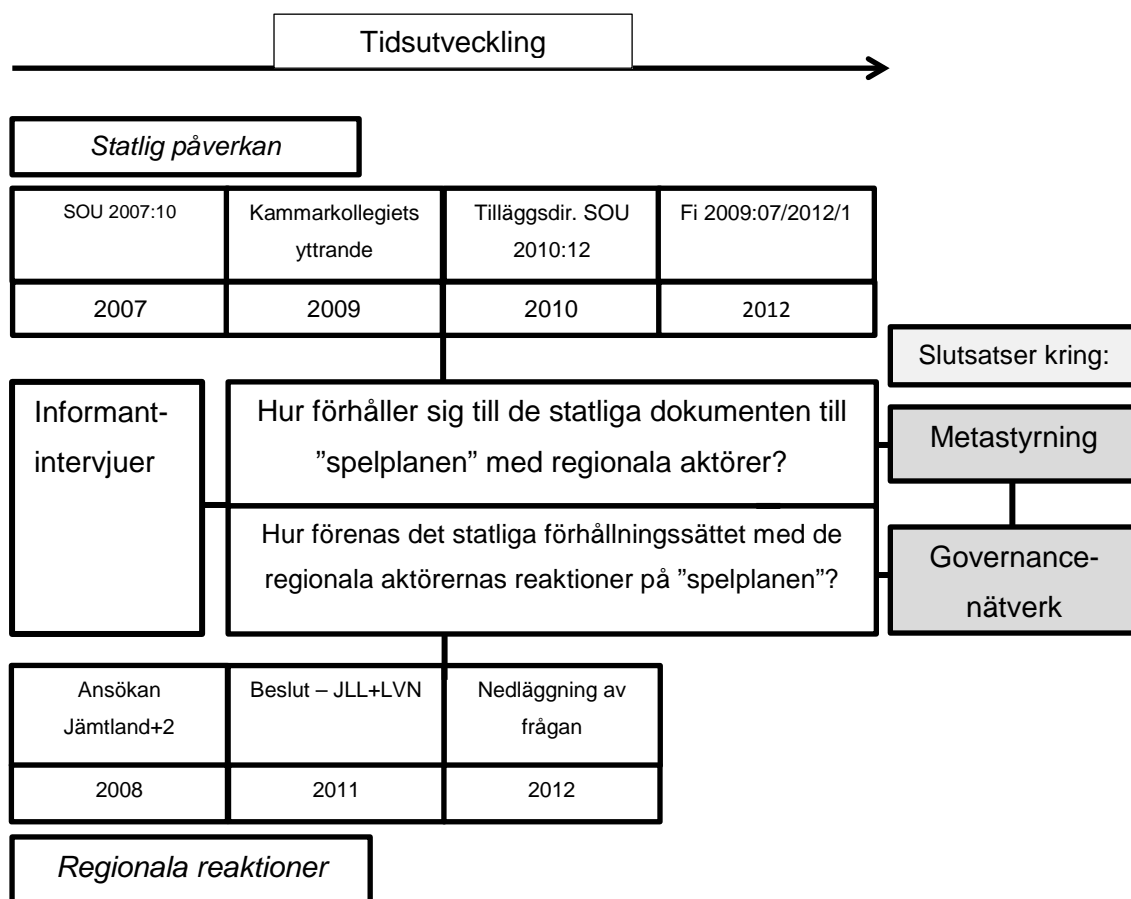 Tidsutveckling
Statlig påverkan
SOU 2007:10
Kammarkollegiets
yttrande
Tilläggsdir. SOU
2010:12
Fi 2009:07/2012/1
2007
2009
2010
2012
Slutsatser kring:
Informant-
intervjuer
Hur förhåller sig till de statliga dokumenten till
”spelplanen” med regionala aktörer?
Metastyrning
Hur förenas det statliga förhållningssättet med de
regionala aktörernas reaktioner på ”spelplanen”?
Governance-
nätverk
Ansökan
Jämtland+2
Beslut – JLL+LVN
Nedläggning av
frågan
2008
2011
2012
Regionala reaktioner